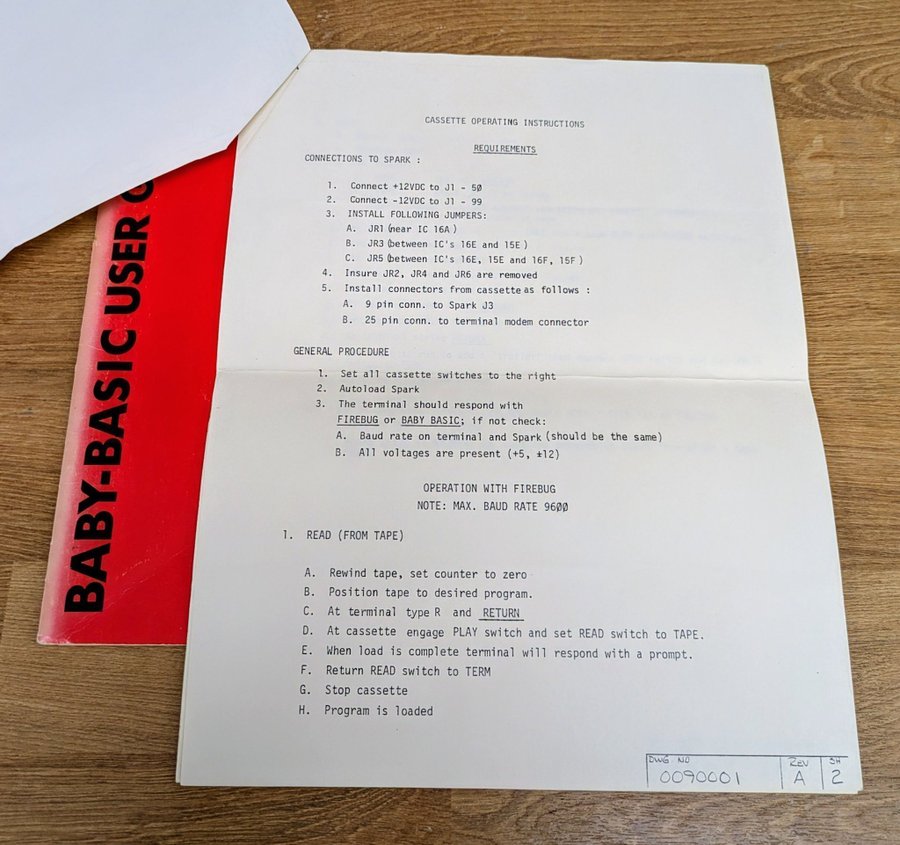 CASSETTE OPERATING INSTRUCTIONS
REQUIREMENTS
CONNECTIONS TO SPARK :
1. Connect +12VDC to J1 - 50
2. Connect -12VDC to J1 - 99
3. INSTALL FOLLOWING JUMPERS:
A. JR1 (near IC 16A)
B. JR3 (between IC's 16E and 15E)
C. JR5 (between IC's 16E, 15E and 16F, 15F)
4. Insure JR2, JR4 and JR6 are removed
5. Install connectors from cassette as follows :
A. 9 pin conn. to Spark J3
B. 25 pin conn. to terminal modem connector
GENERAL PROCEDURE
1. Set all cassette switches to the right
2. Autoload Spark
3. The terminal should respond with
FIREBUG or BABY BASIC; if not check:
A. Baud rate on terminal and Spark (should be the same)
B. All voltages are present (+5, ±12)
OPERATION WITH FIREBUG
NOTE: MAX. BAUD RATE 9600
1. READ (FROM TAPE)
A. Rewind tape, set counter to zero
B. Position tape to desired program.
C. At terminal type R and RETURN
D. At cassette engage PLAY switch and set READ switch to TAPE.
E. When load is complete terminal will respond with a prompt.
F. Return READ switch to TERM
G. Stop cassette
H. Program is loaded
DWG NO REV SH
0090001 A 2
BABY-BASIC USER